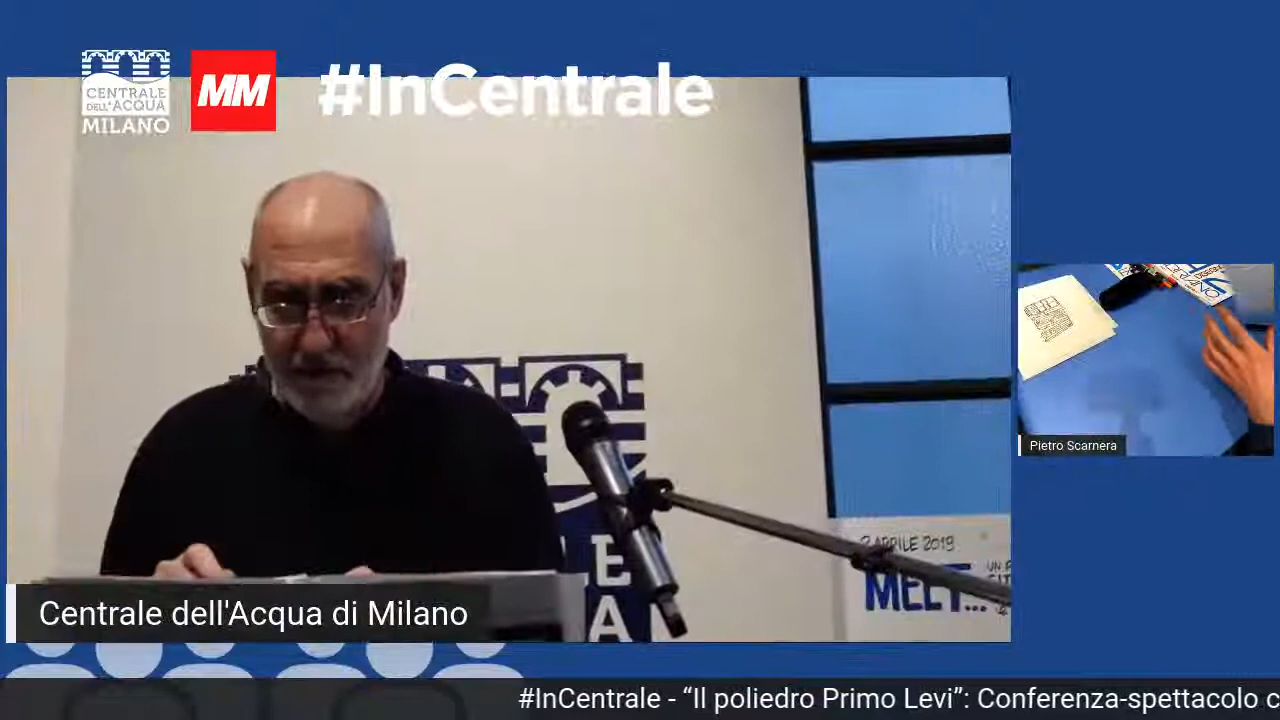 CENTRALE
DELL'ACQUA
MILANO
MM
#InCentrale
2 APRILE 2019
MELT...
Pietro Scarnera
Centrale dell'Acqua di Milano
#InCentrale - “Il poliedro Primo Levi”: Conferenza-spettacolo c